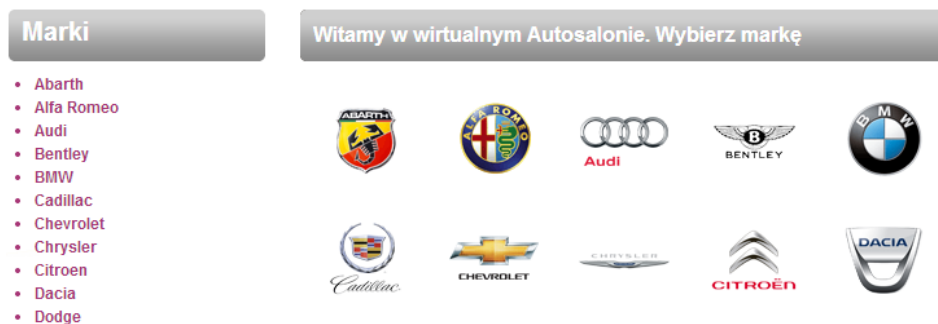 Marki
Abarth
Alfa Romeo
Audi
Bentley
BMW
Cadillac
Chevrolet
Chrysler
Citroen
Dacia
Dodge
Witamy w wirtualnym Autosalonie. Wybierz markę
ABARTH
ALFA ROMEO
Audi
B
BENTLEY
BMW
Cadillac
CHEVROLET
CHRYSLER
CITROËN
DACIA